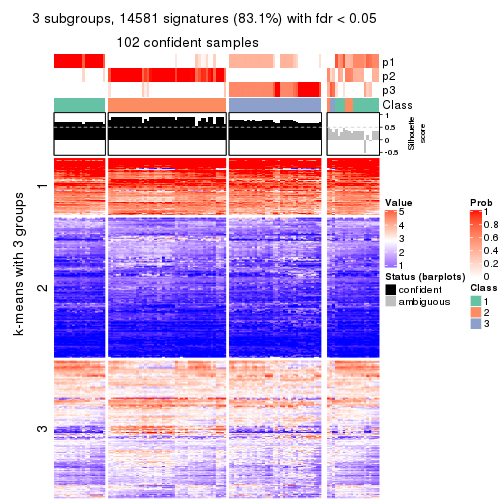 3 subgroups, 14581 signatures (83.1%) with fdr < 0.05
102 confident samples
p1
p2
p3
Class
1
0.5
0
-0.5
Silhouette
score
k-means with 3 groups
1
2
3
Value
5
4
3
2
1
Status (barplots)
confident
ambiguous
Prob
1
0.8
0.6
0.4
0.2
0
Class
1
2
3